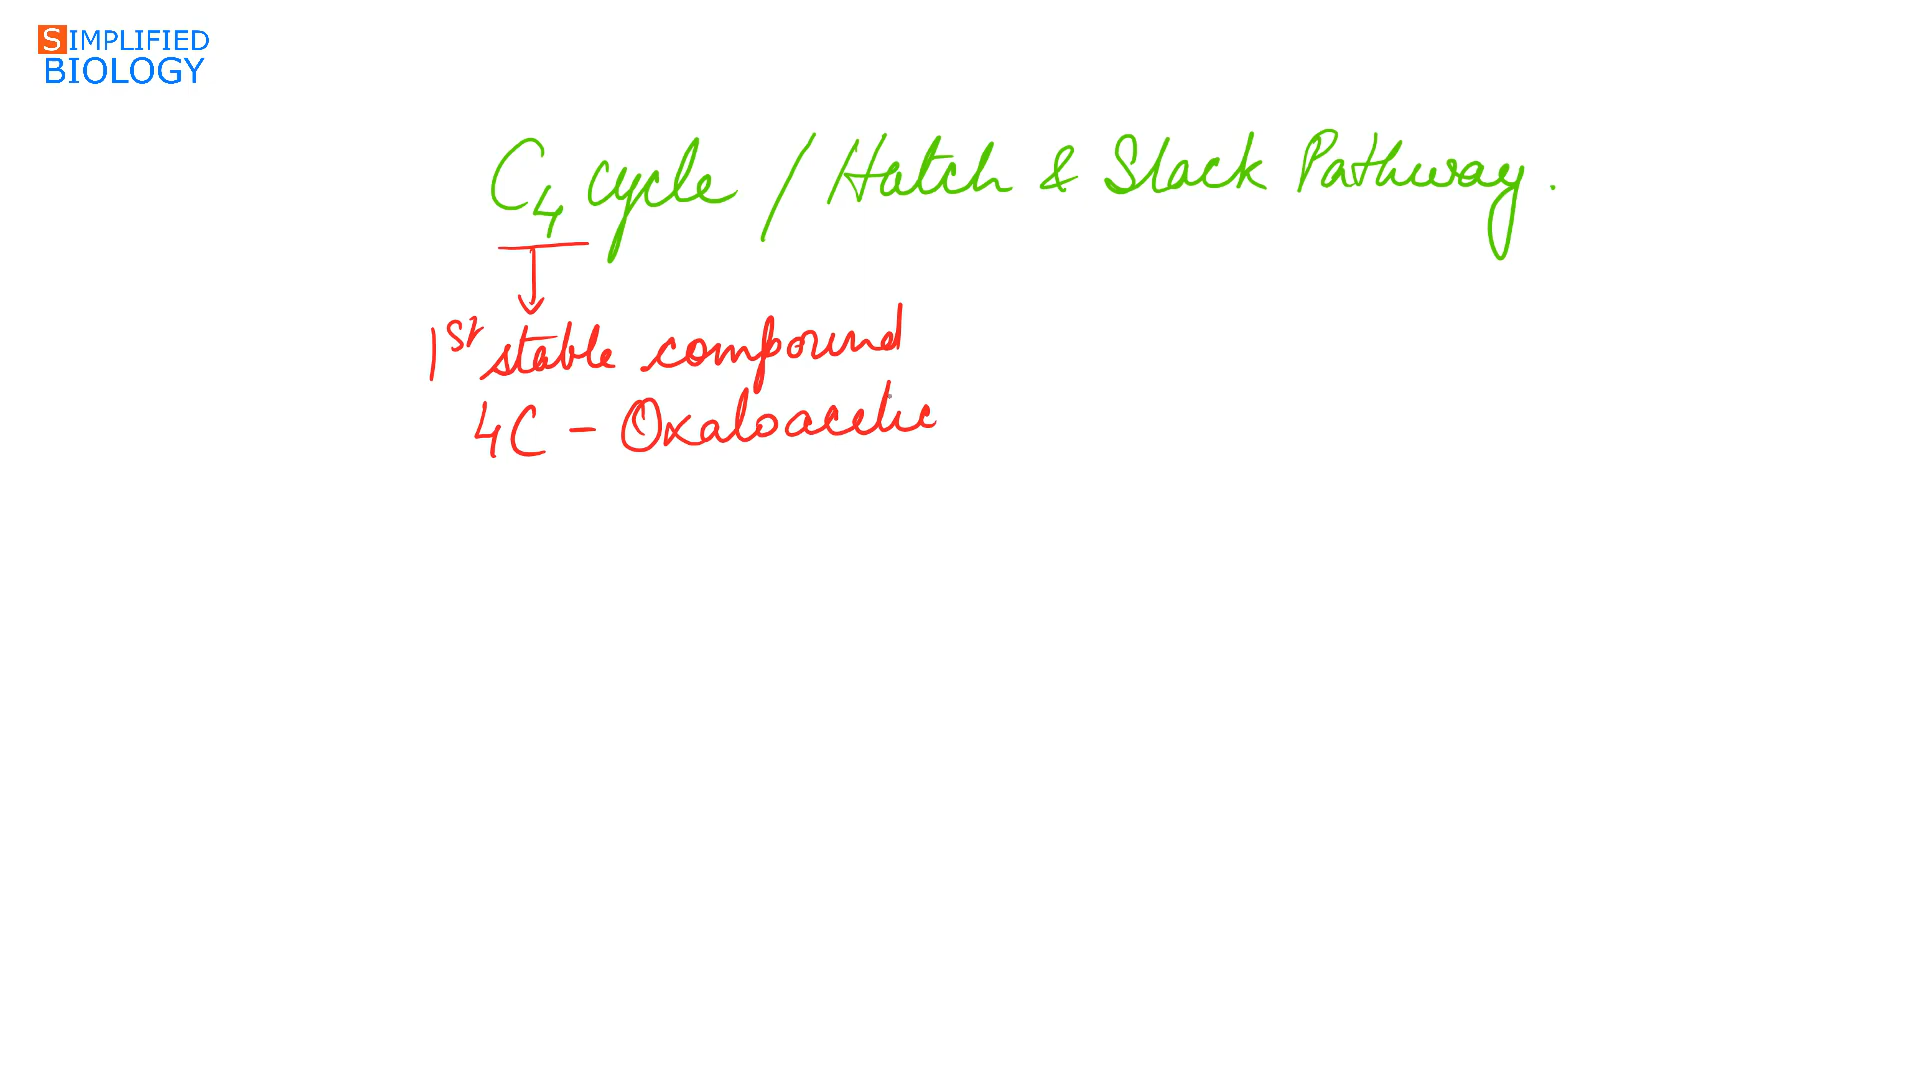 SIMPLIFIED
BIOLOGY
C4 cycle / Hatch & Slack Pathway.
1st stable compound
4C - Oxaloacetic